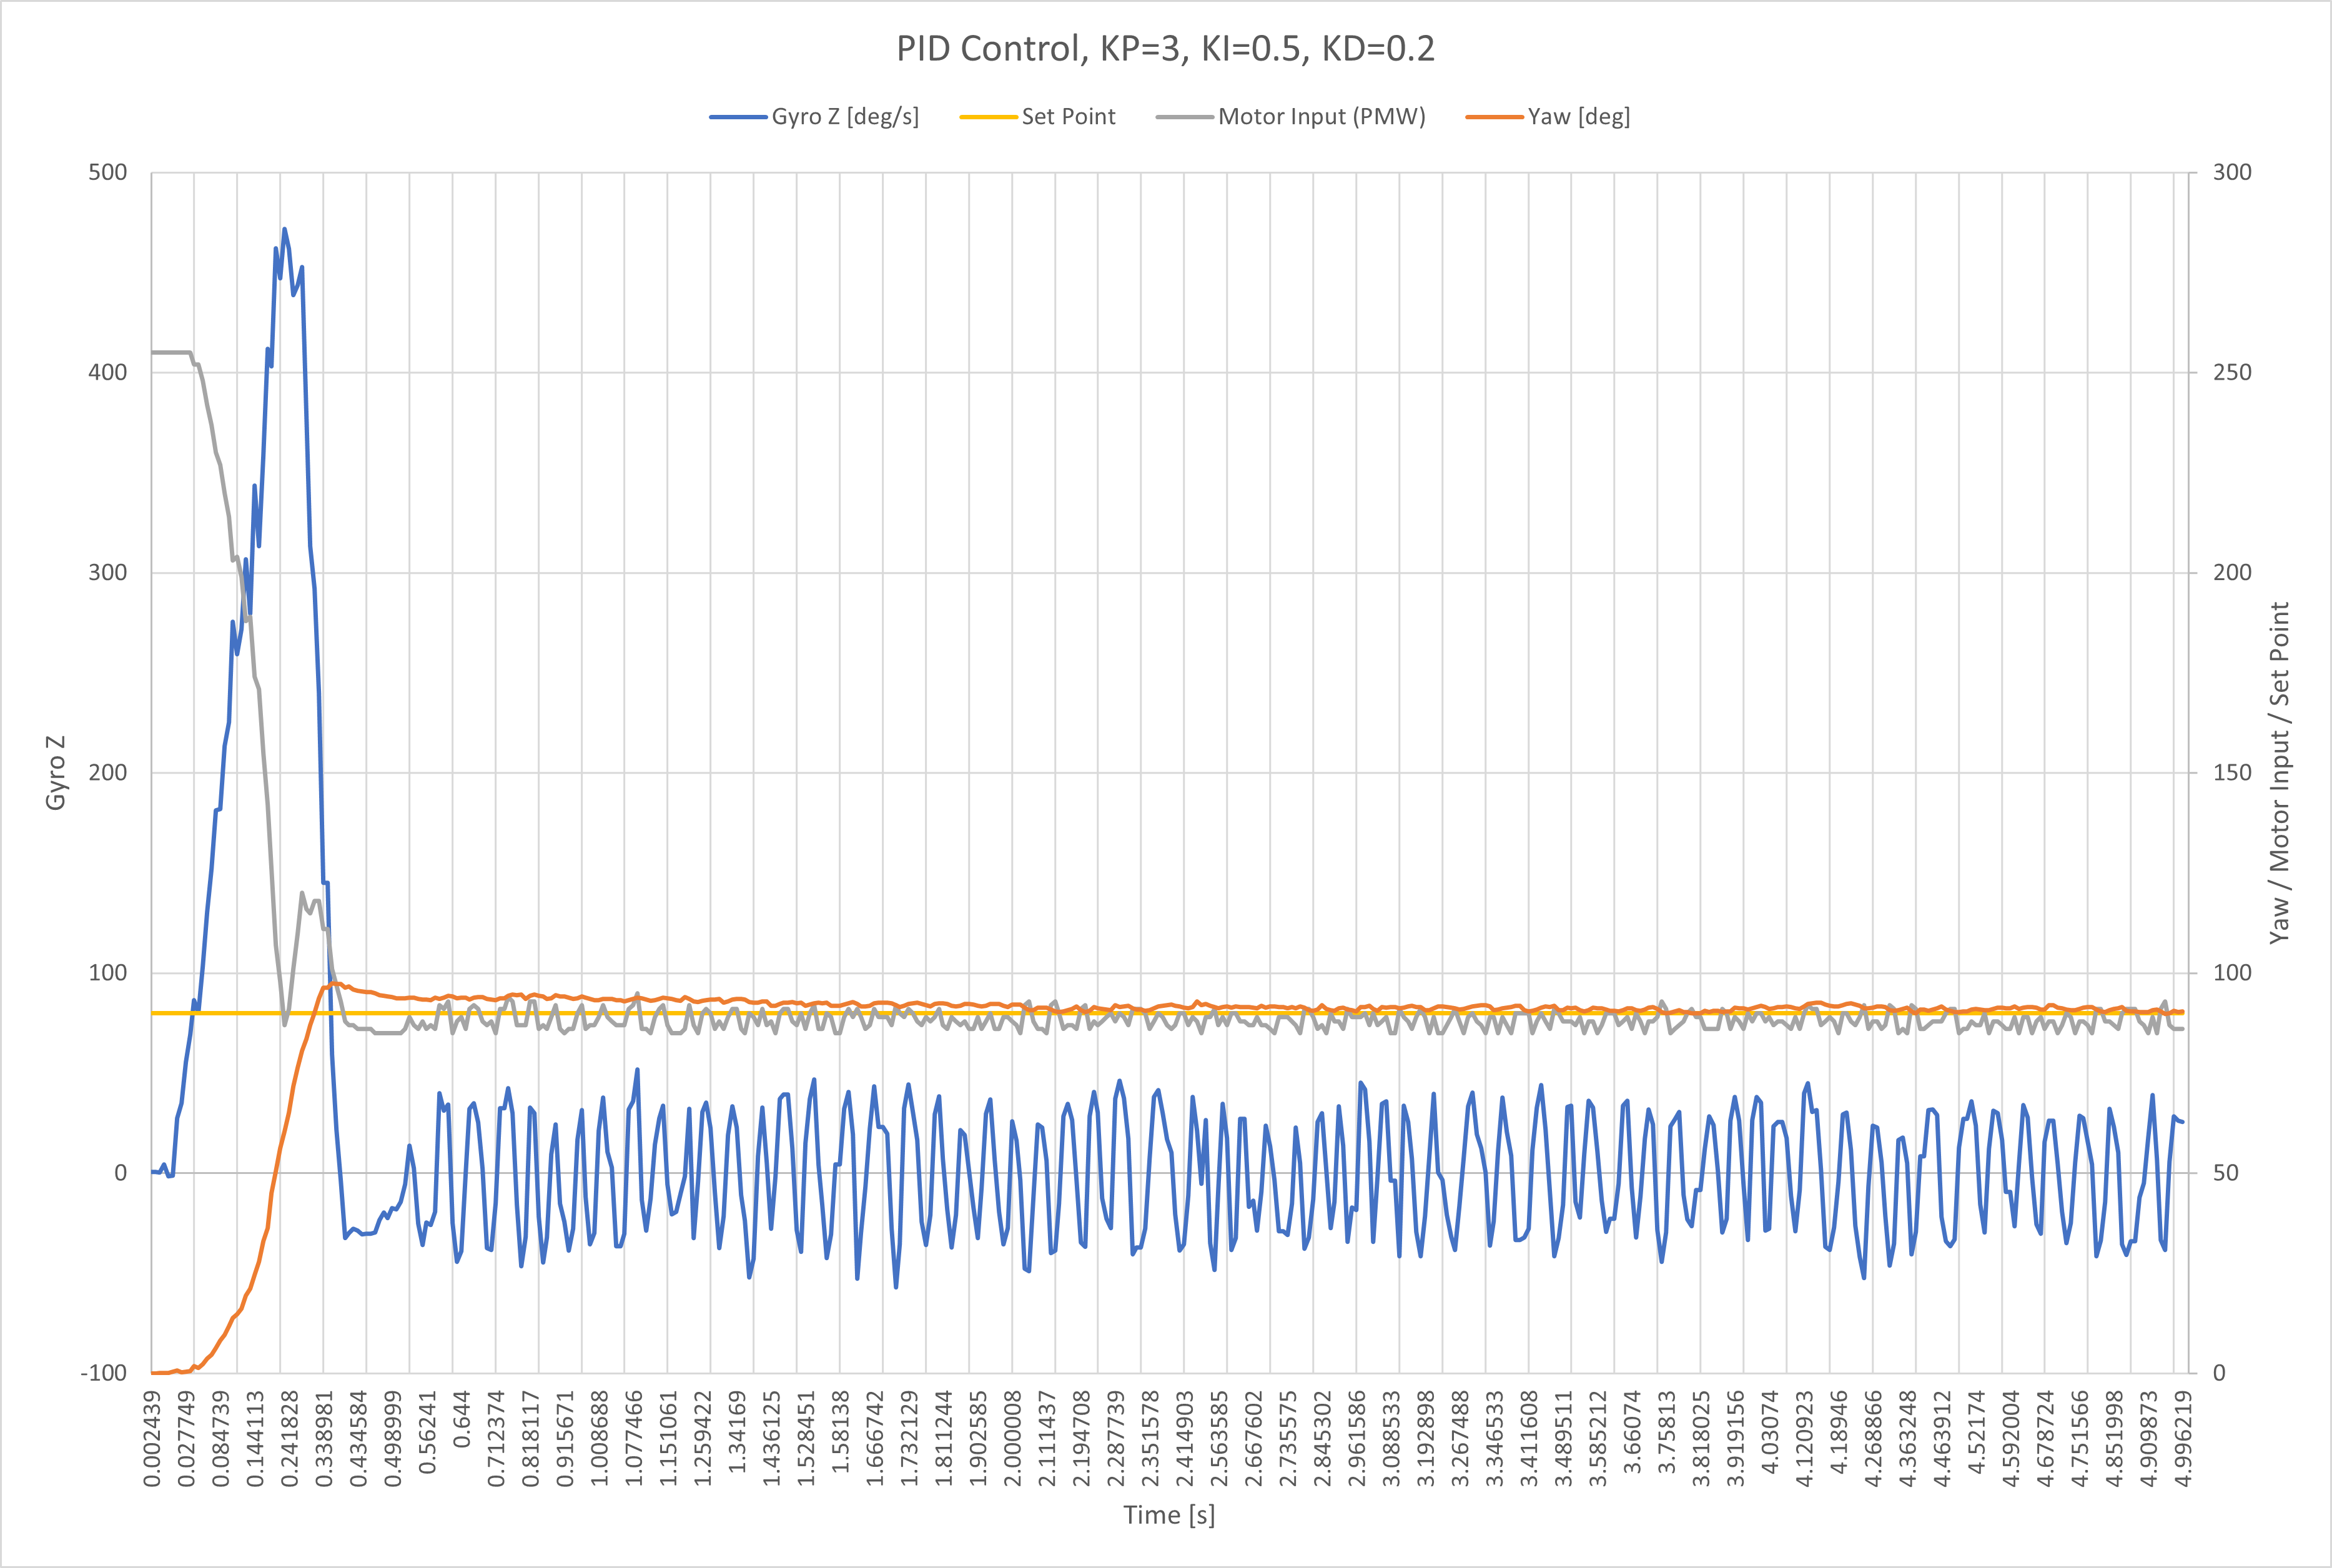 PID Control, KP=3, KI=0.5, KD=0.2
Gyro Z [deg/s] Set Point Motor Input (PMW) Yaw [deg]
500 300
400 250
300 200
200 150
100 100
0 50
-100 0
Gyro Z
Yaw / Motor Input / Set Point
0.002439 0.027749 0.084739 0.144113 0.241828 0.338981 0.434584 0.498999 0.56241 0.644 0.712374 0.818117 0.915671 1.008688 1.077466 1.151061 1.259422 1.34169 1.436125 1.528451 1.58138 1.666742 1.732129 1.811244 1.902585 2.000008 2.111437 2.194708 2.287739 2.351578 2.414903 2.563585 2.667602 2.735575 2.845302 2.961586 3.088533 3.192898 3.267488 3.346533 3.411608 3.489511 3.585212 3.666074 3.775813 3.818025 3.919156 4.03074 4.120923 4.189946 4.268866 4.363248 4.463912 4.52174 4.592004 4.678724 4.751566 4.851998 4.909873 4.996219
Time [s]